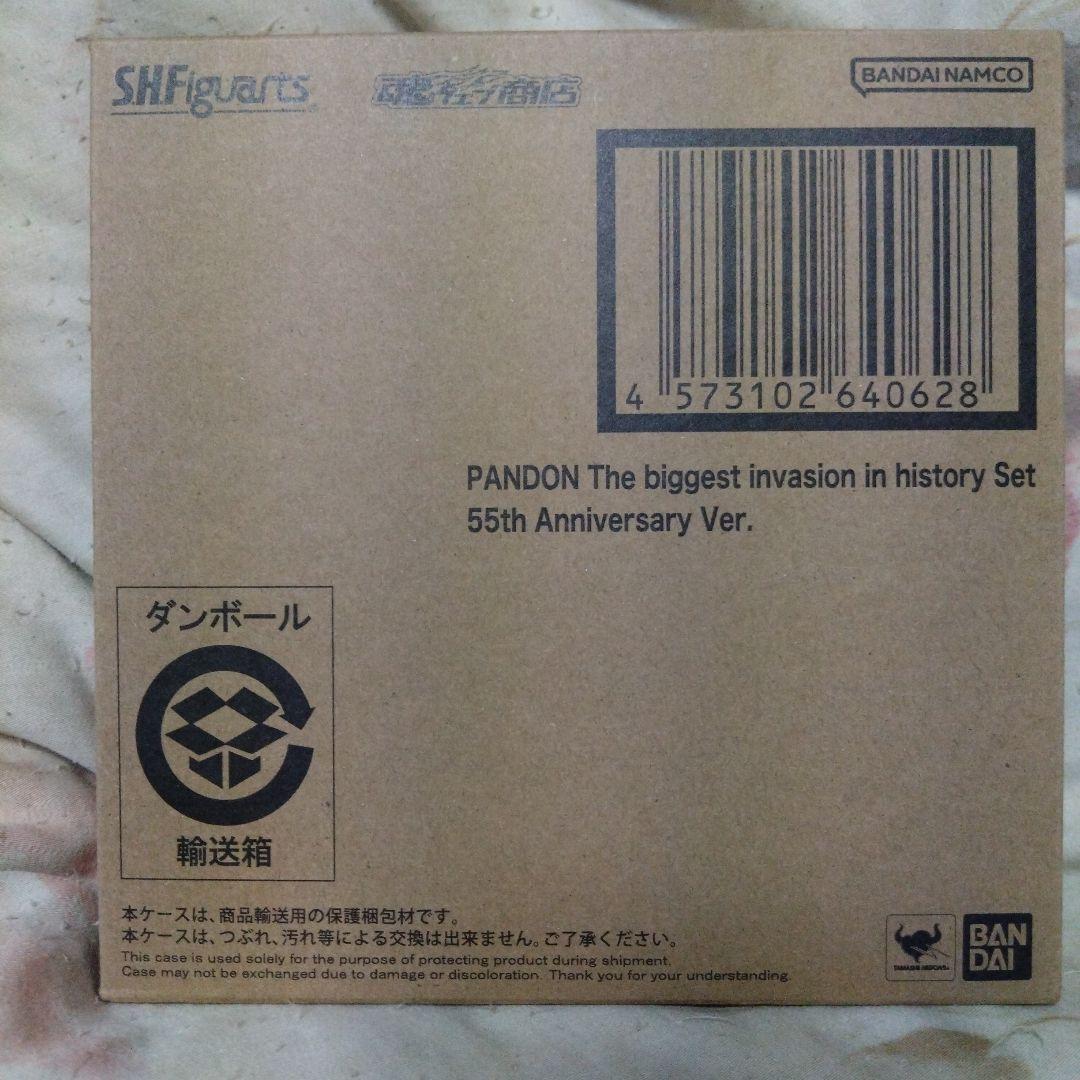 S.H.Figuarts
魂ウェブ商店
BANDAI NAMCO
4 573102 640628
PANDON The biggest invasion in history Set
55th Anniversary Ver.
ダンボール
輸送箱
本ケースは、商品輸送用の保護梱包材です。
本ケースは、つぶれ、汚れ等による交換は出来ません。ご了承ください。
This case is used solely for the purpose of protecting product during shipment.
Case may not be exchanged due to damage or discoloration. Thank you for your understanding.
TAMASHII NATIONS
BAN
DAI